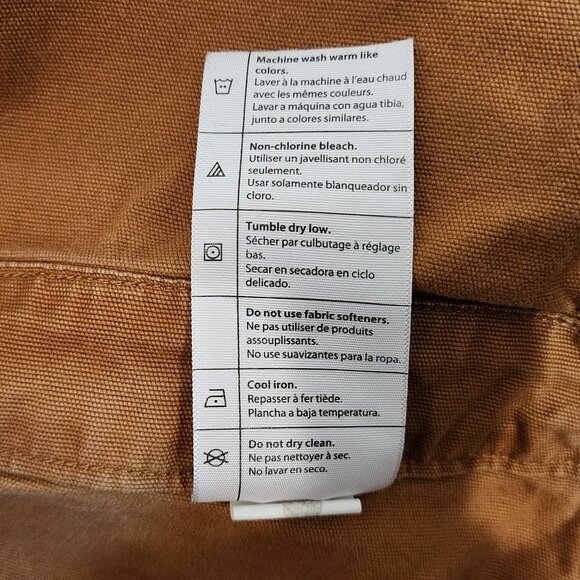 Machine wash warm like
colors.
Laver à la machine à l'eau chaud
avec les mêmes couleurs.
Lavar a máquina con agua tibia,
junto a colores similares.
Non-chlorine bleach.
Utiliser un javellisant non chloré
seulement.
Usar solamente blanqueador sin
cloro.
Tumble dry low.
Sécher par culbutage à réglage
bas.
Secar en secadora en ciclo
delicado.
Do not use fabric softeners.
Ne pas utiliser de produits
assouplissants.
No use suavizantes para la ropa.
Cool iron.
Repasser à fer tiède.
Plancha a baja temperatura.
Do not dry clean.
Ne pas nettoyer à sec.
No lavar en seco.